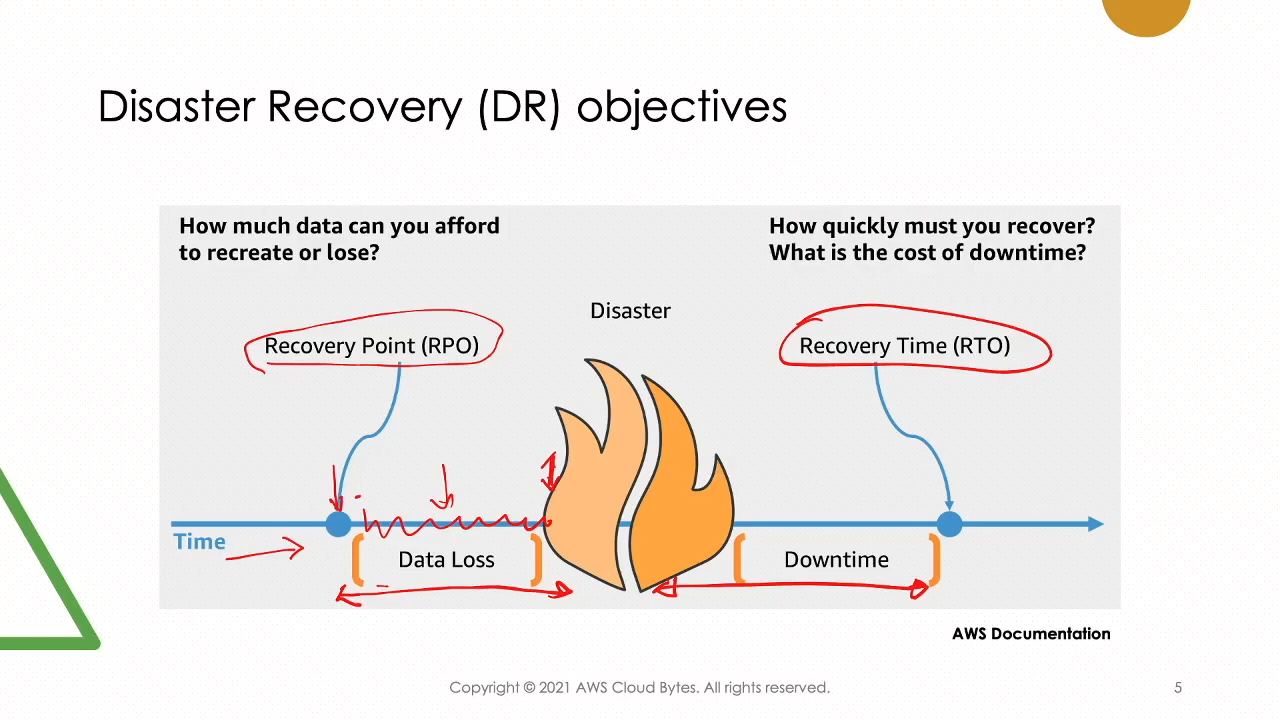 Disaster Recovery (DR) objectives
How much data can you afford
to recreate or lose?
How quickly must you recover?
What is the cost of downtime?
Disaster
Recovery Point (RPO)
Recovery Time (RTO)
Time
Data Loss
Downtime
AWS Documentation
Copyright © 2021 AWS Cloud Bytes. All rights reserved.
5